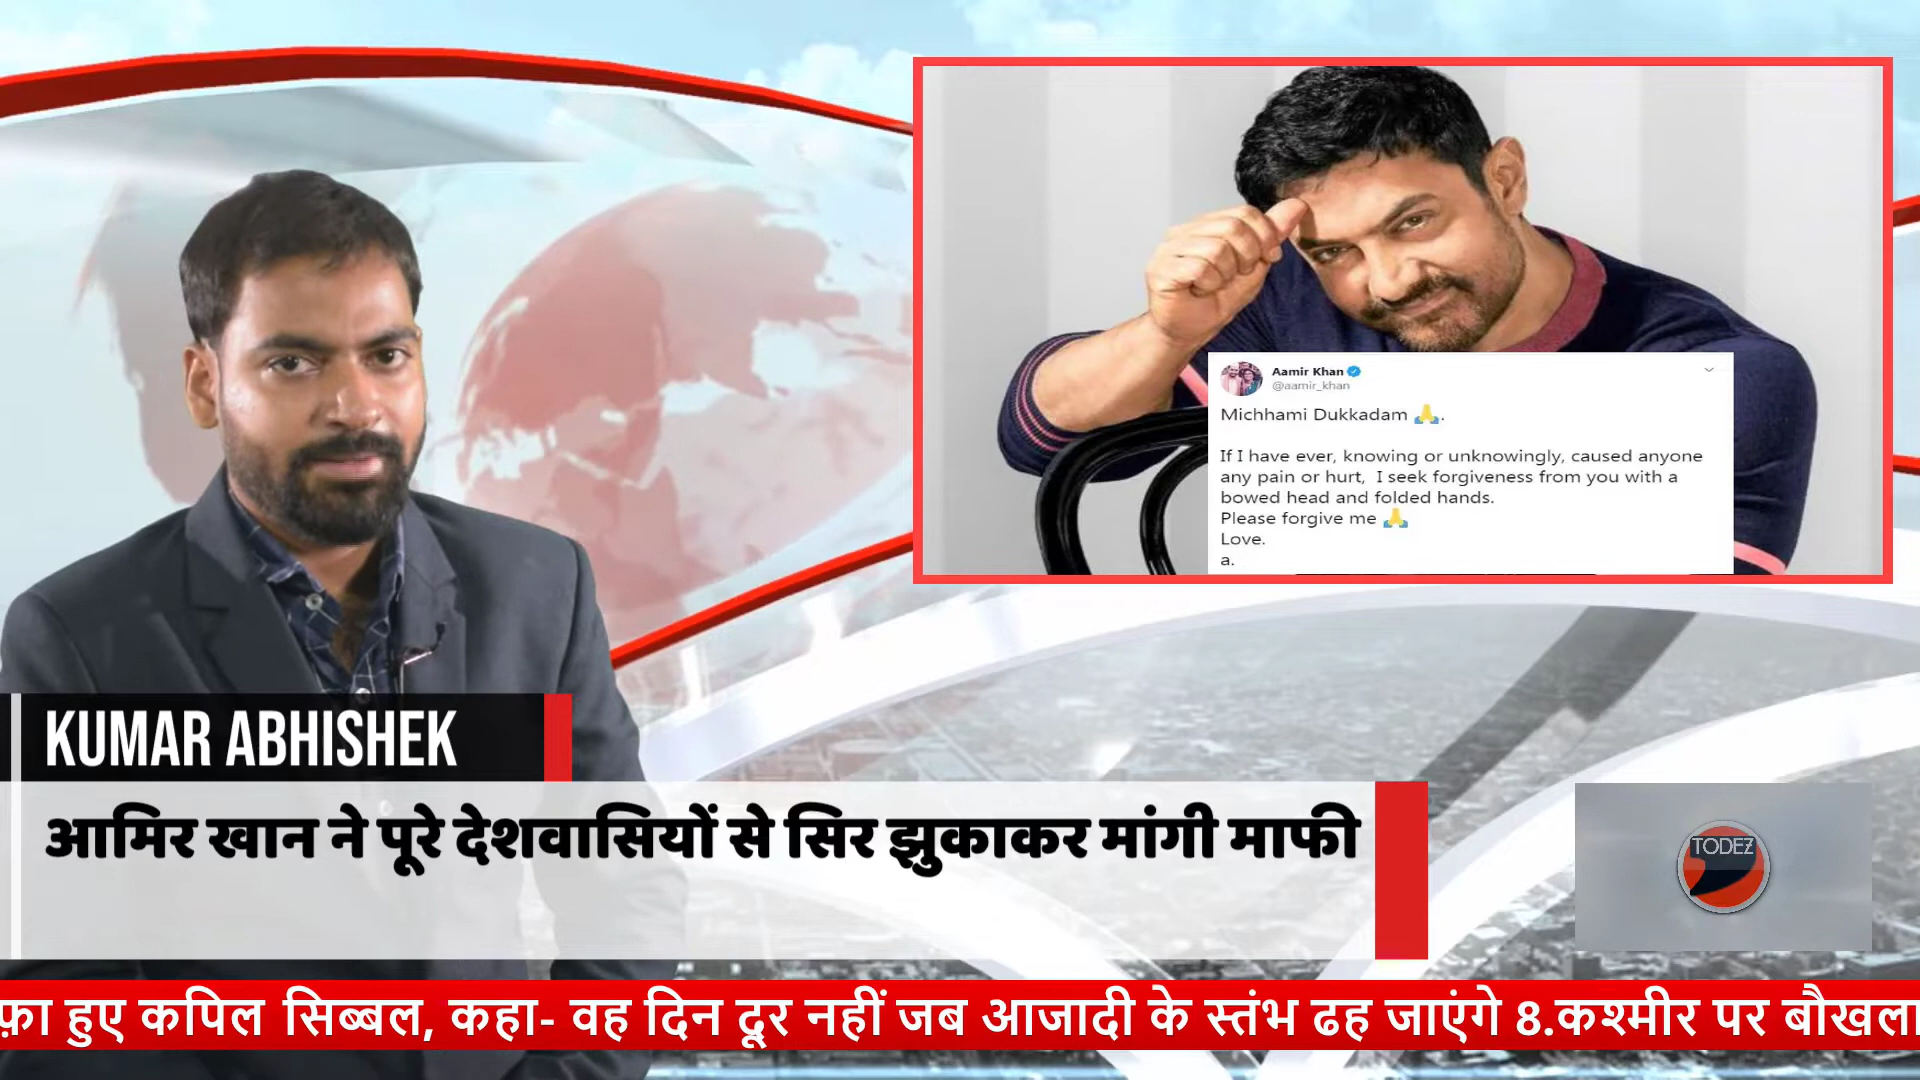 Aamir Khan
@aamir_khan
Michhami Dukkadam 🙏.
If I have ever, knowing or unknowingly, caused anyone
any pain or hurt, I seek forgiveness from you with a
bowed head and folded hands.
Please forgive me 🙏
Love.
a.
KUMAR ABHISHEK
आमिर खान ने पूरे देशवासियों से सिर झुकाकर मांगी माफी
TODEZ
फ़ा हुए कपिल सिब्बल, कहा- वह दिन दूर नहीं जब आजादी के स्तंभ ढह जाएंगे 8.कश्मीर पर बौखला